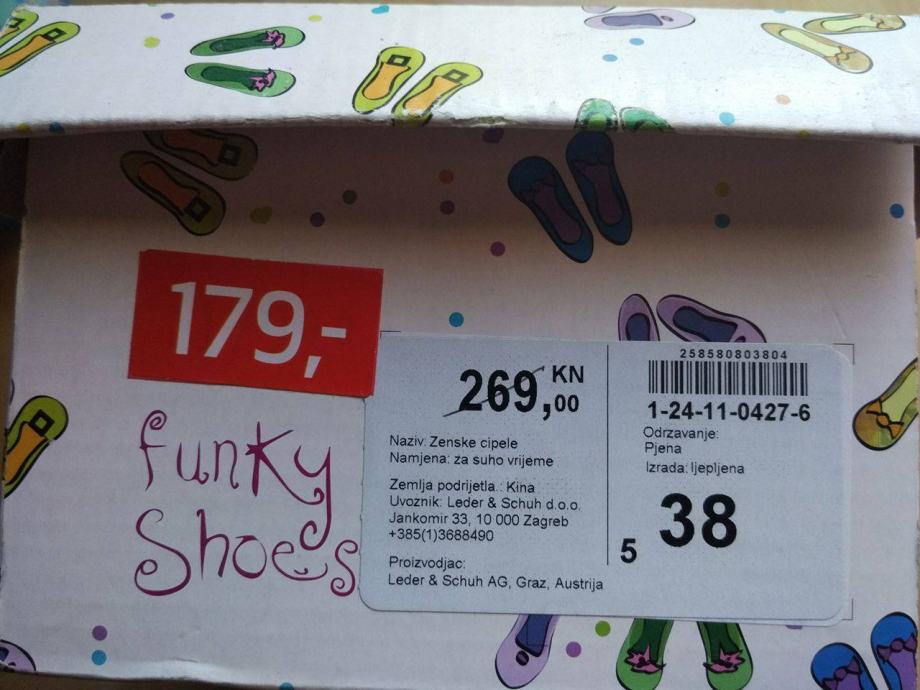 179,-
funky
Shoes
269,00 KN
Naziv: Zenske cipele
Namjena: za suho vrijeme
Zemlja podrijetla.: Kina
Uvoznik: Leder & Schuh d.o.o.
Jankomir 33, 10 000 Zagreb
+385(1)3688490
Proizvodjac:
Leder & Schuh AG, Graz, Austrija
258580803804
1-24-11-0427-6
Odrzavanje:
Pjena
Izrada: ljepljena
5 38